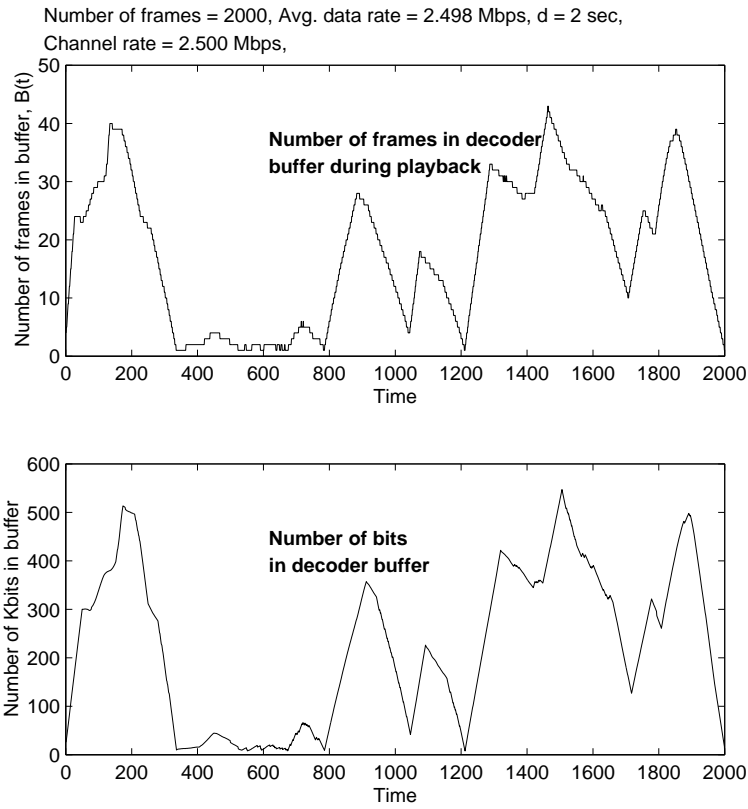 Number of frames = 2000, Avg. data rate = 2.498 Mbps, d = 2 sec,
Channel rate = 2.500 Mbps,
Number of frames in buffer, B(t)
50
40
30
20
10
0
Number of frames in decoder
buffer during playback
0 200 400 600 800 1000 1200 1400 1600 1800 2000
Time
Number of Kbits in buffer
600
500
400
300
200
100
0
Number of bits
in decoder buffer
0 200 400 600 800 1000 1200 1400 1600 1800 2000
Time